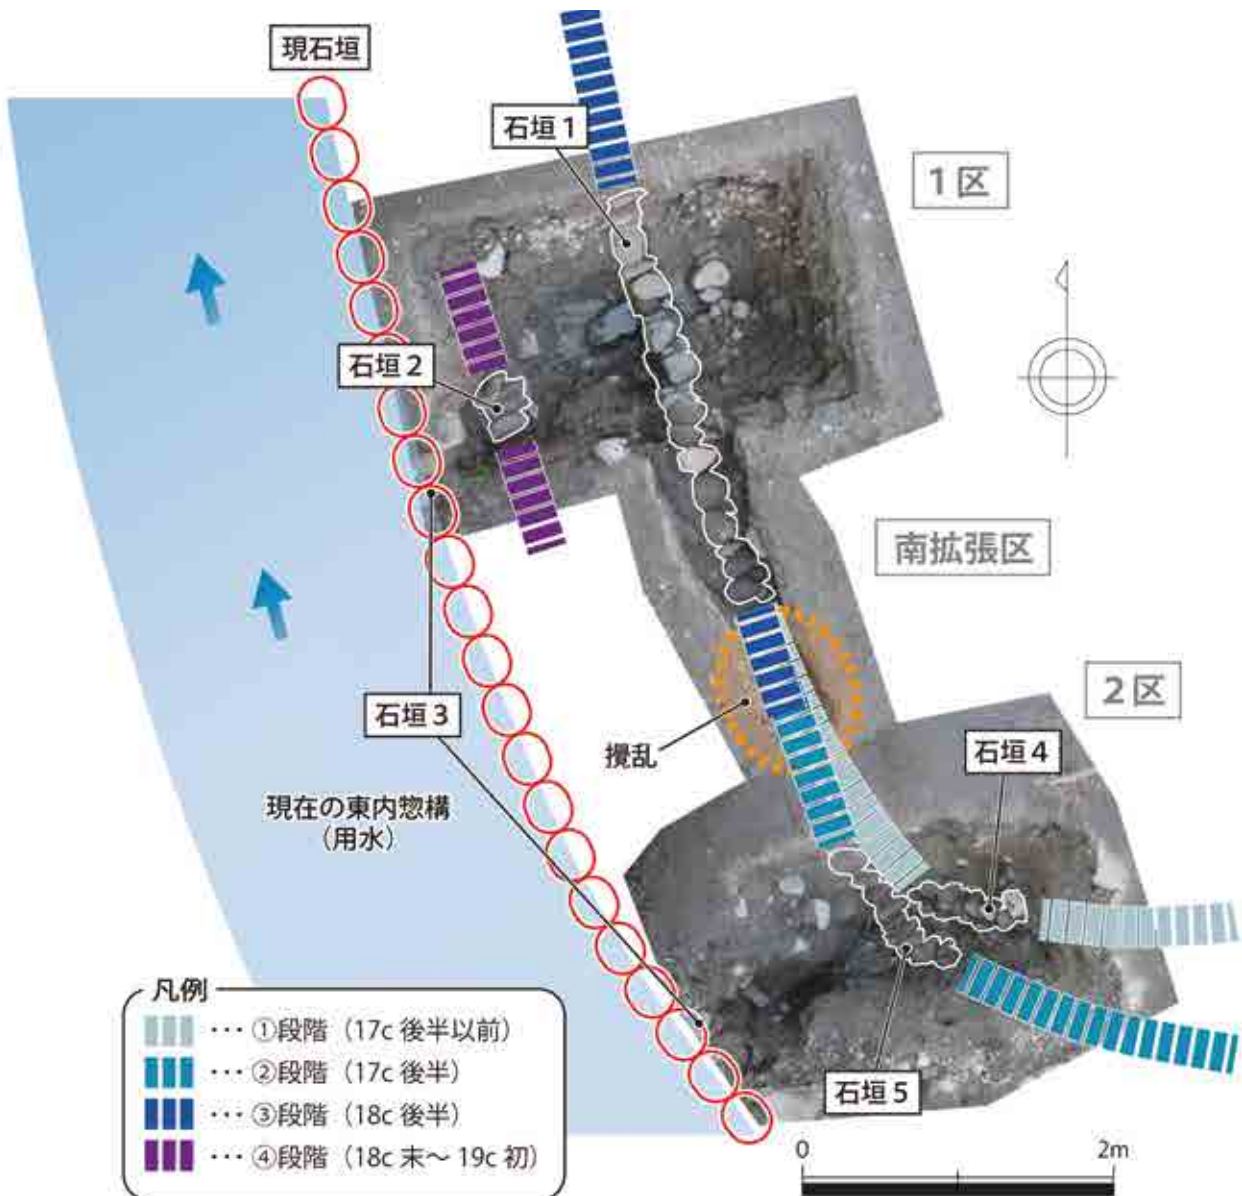 現石垣
石垣1
1区
石垣2
南拡張区
2区
石垣3
攪乱
石垣4
現在の東内惣構
(用水)
石垣5
凡例
･･･ ①段階（17c 後半以前）
･･･ ②段階（17c 後半）
･･･ ③段階（18c 後半）
･･･ ④段階（18c 末～ 19c 初）
0 2m